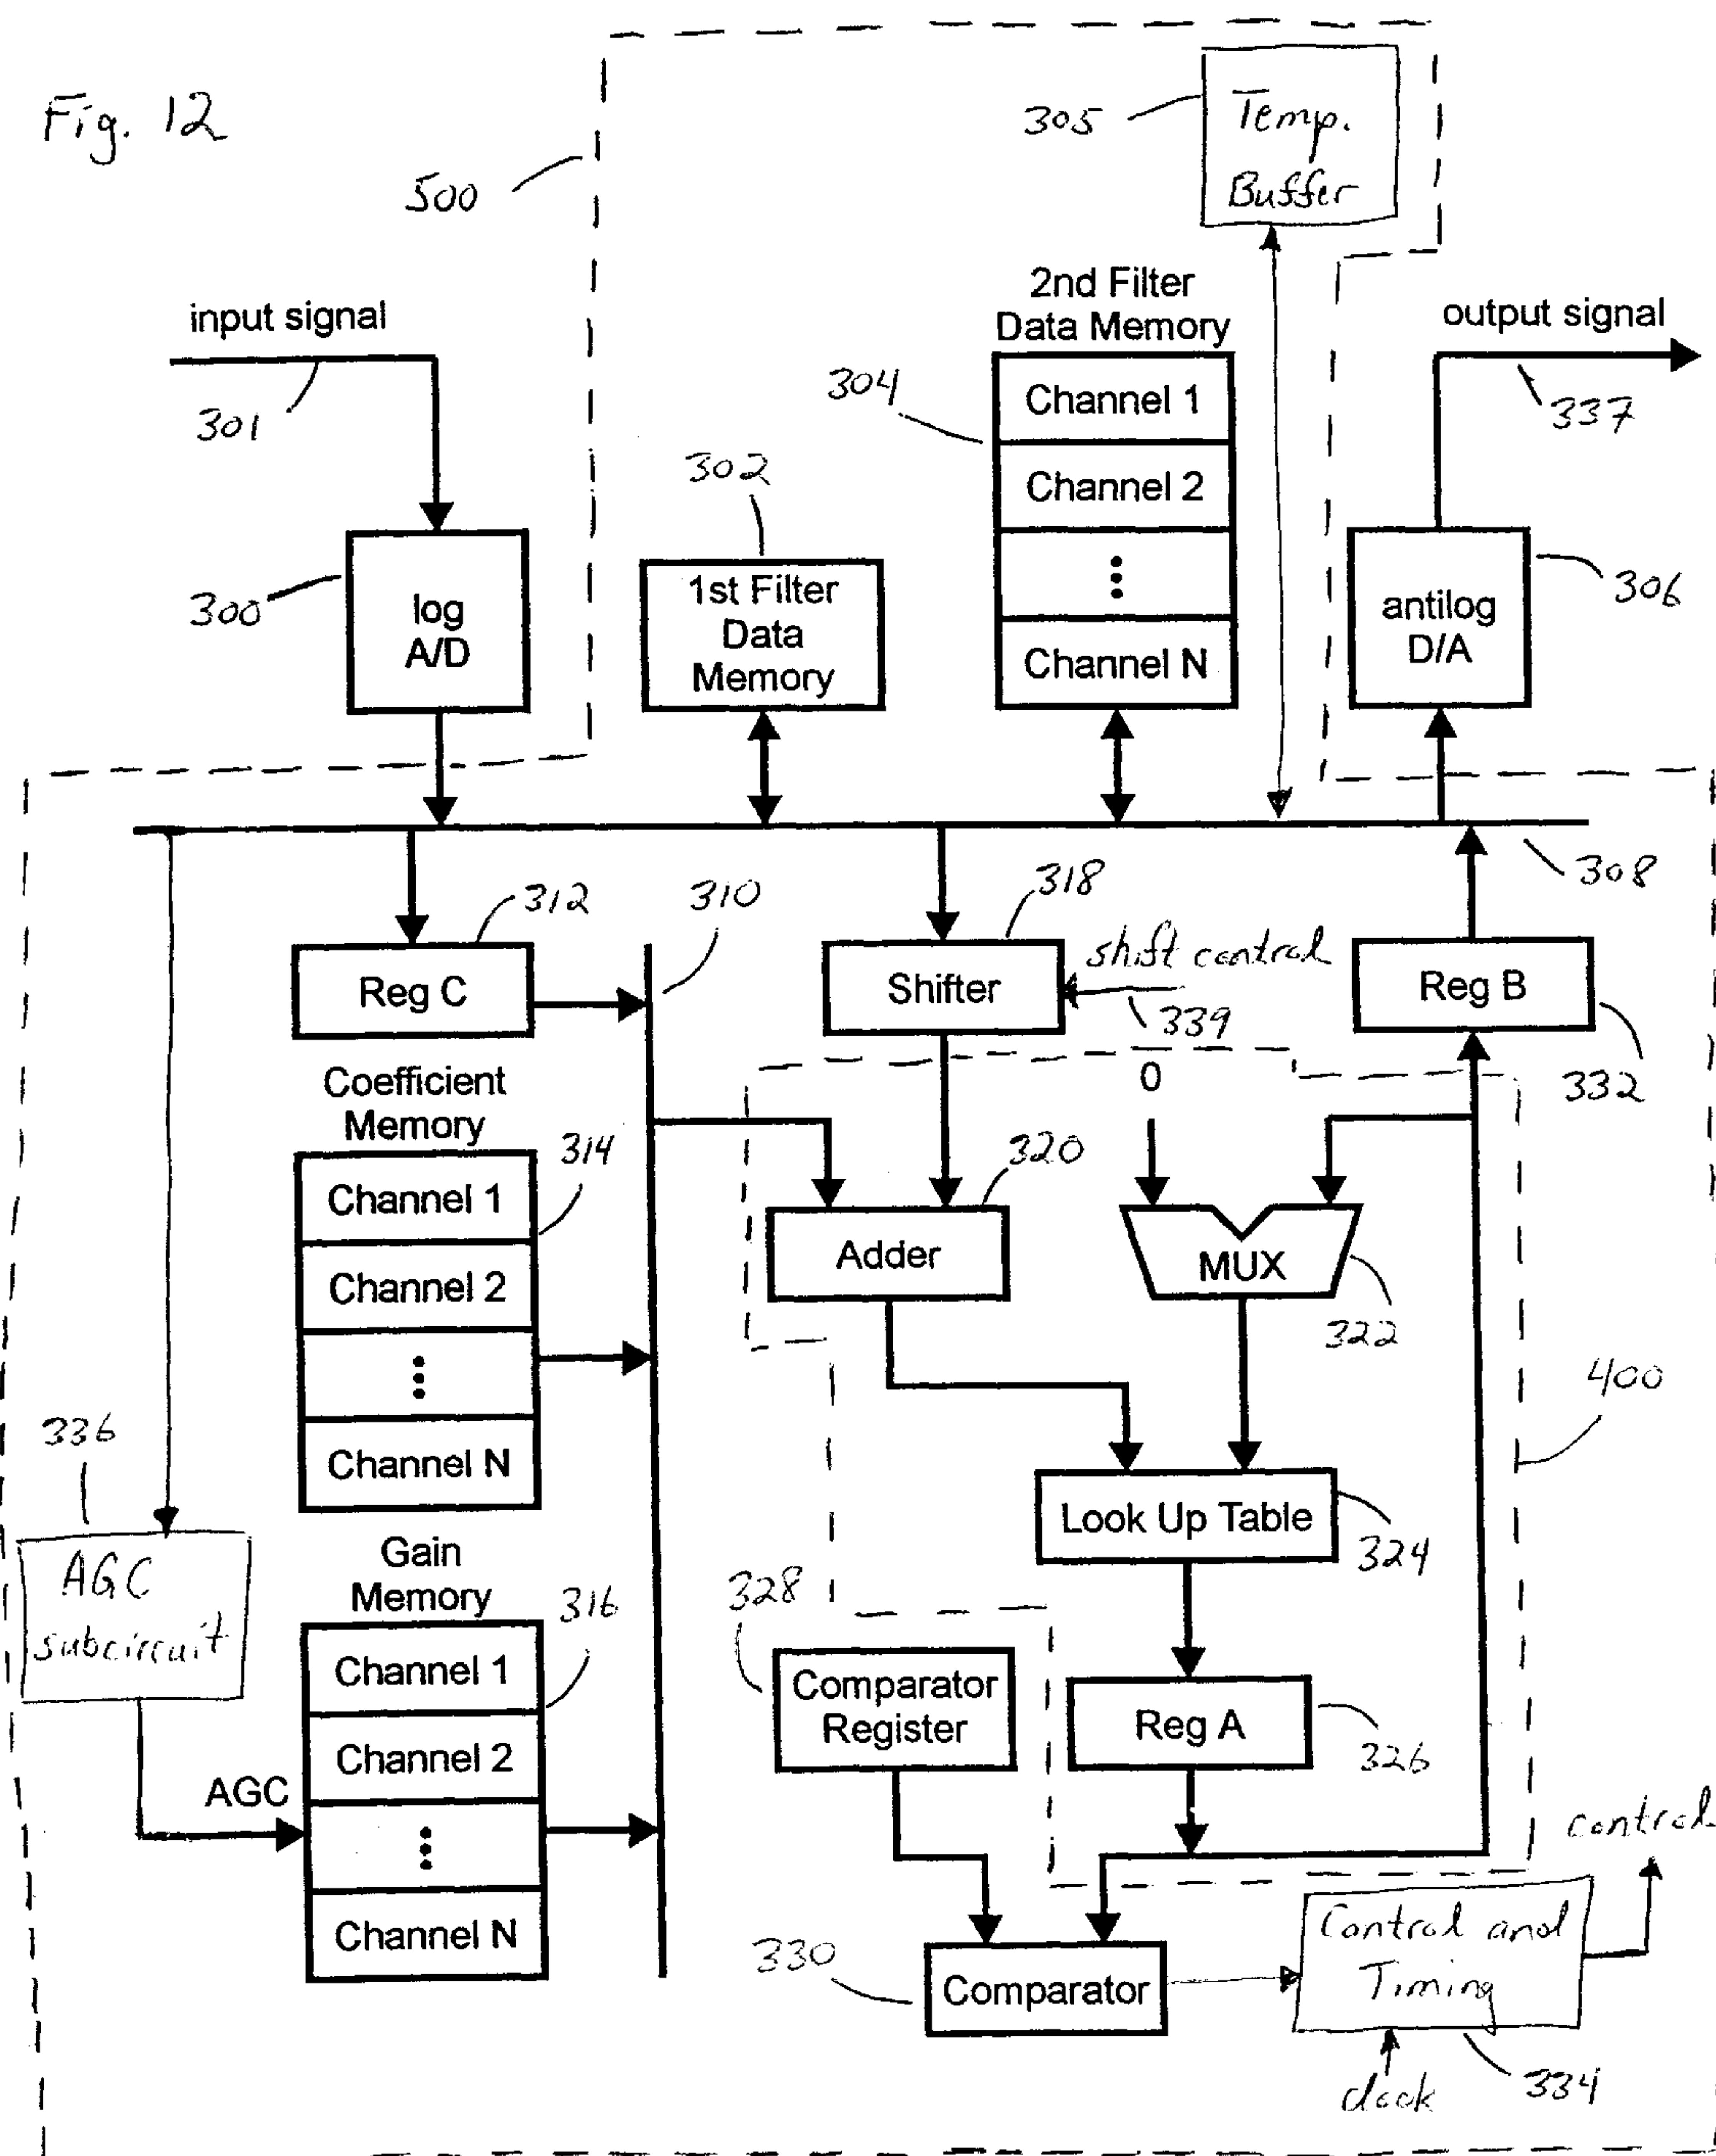 Fig. 12
500
305
Temp.
Buffer
input signal
301
2nd Filter
Data Memory
304
Channel 1
Channel 2
Channel N
output signal
337
302
1st Filter
Data
Memory
300
log
A/D
antilog
D/A
306
308
312
Reg C
310
318
Shifter
shift control
339
Reg B
332
Coefficient
Memory
314
Channel 1
Channel 2
Channel N
0
320
Adder
MUX
322
400
336
AGC
subcircuit
Look Up Table
324
Gain
Memory
316
Channel 1
Channel 2
Channel N
AGC
328
Comparator
Register
Reg A
326
control
330
Comparator
Control and
Timing
clock
334